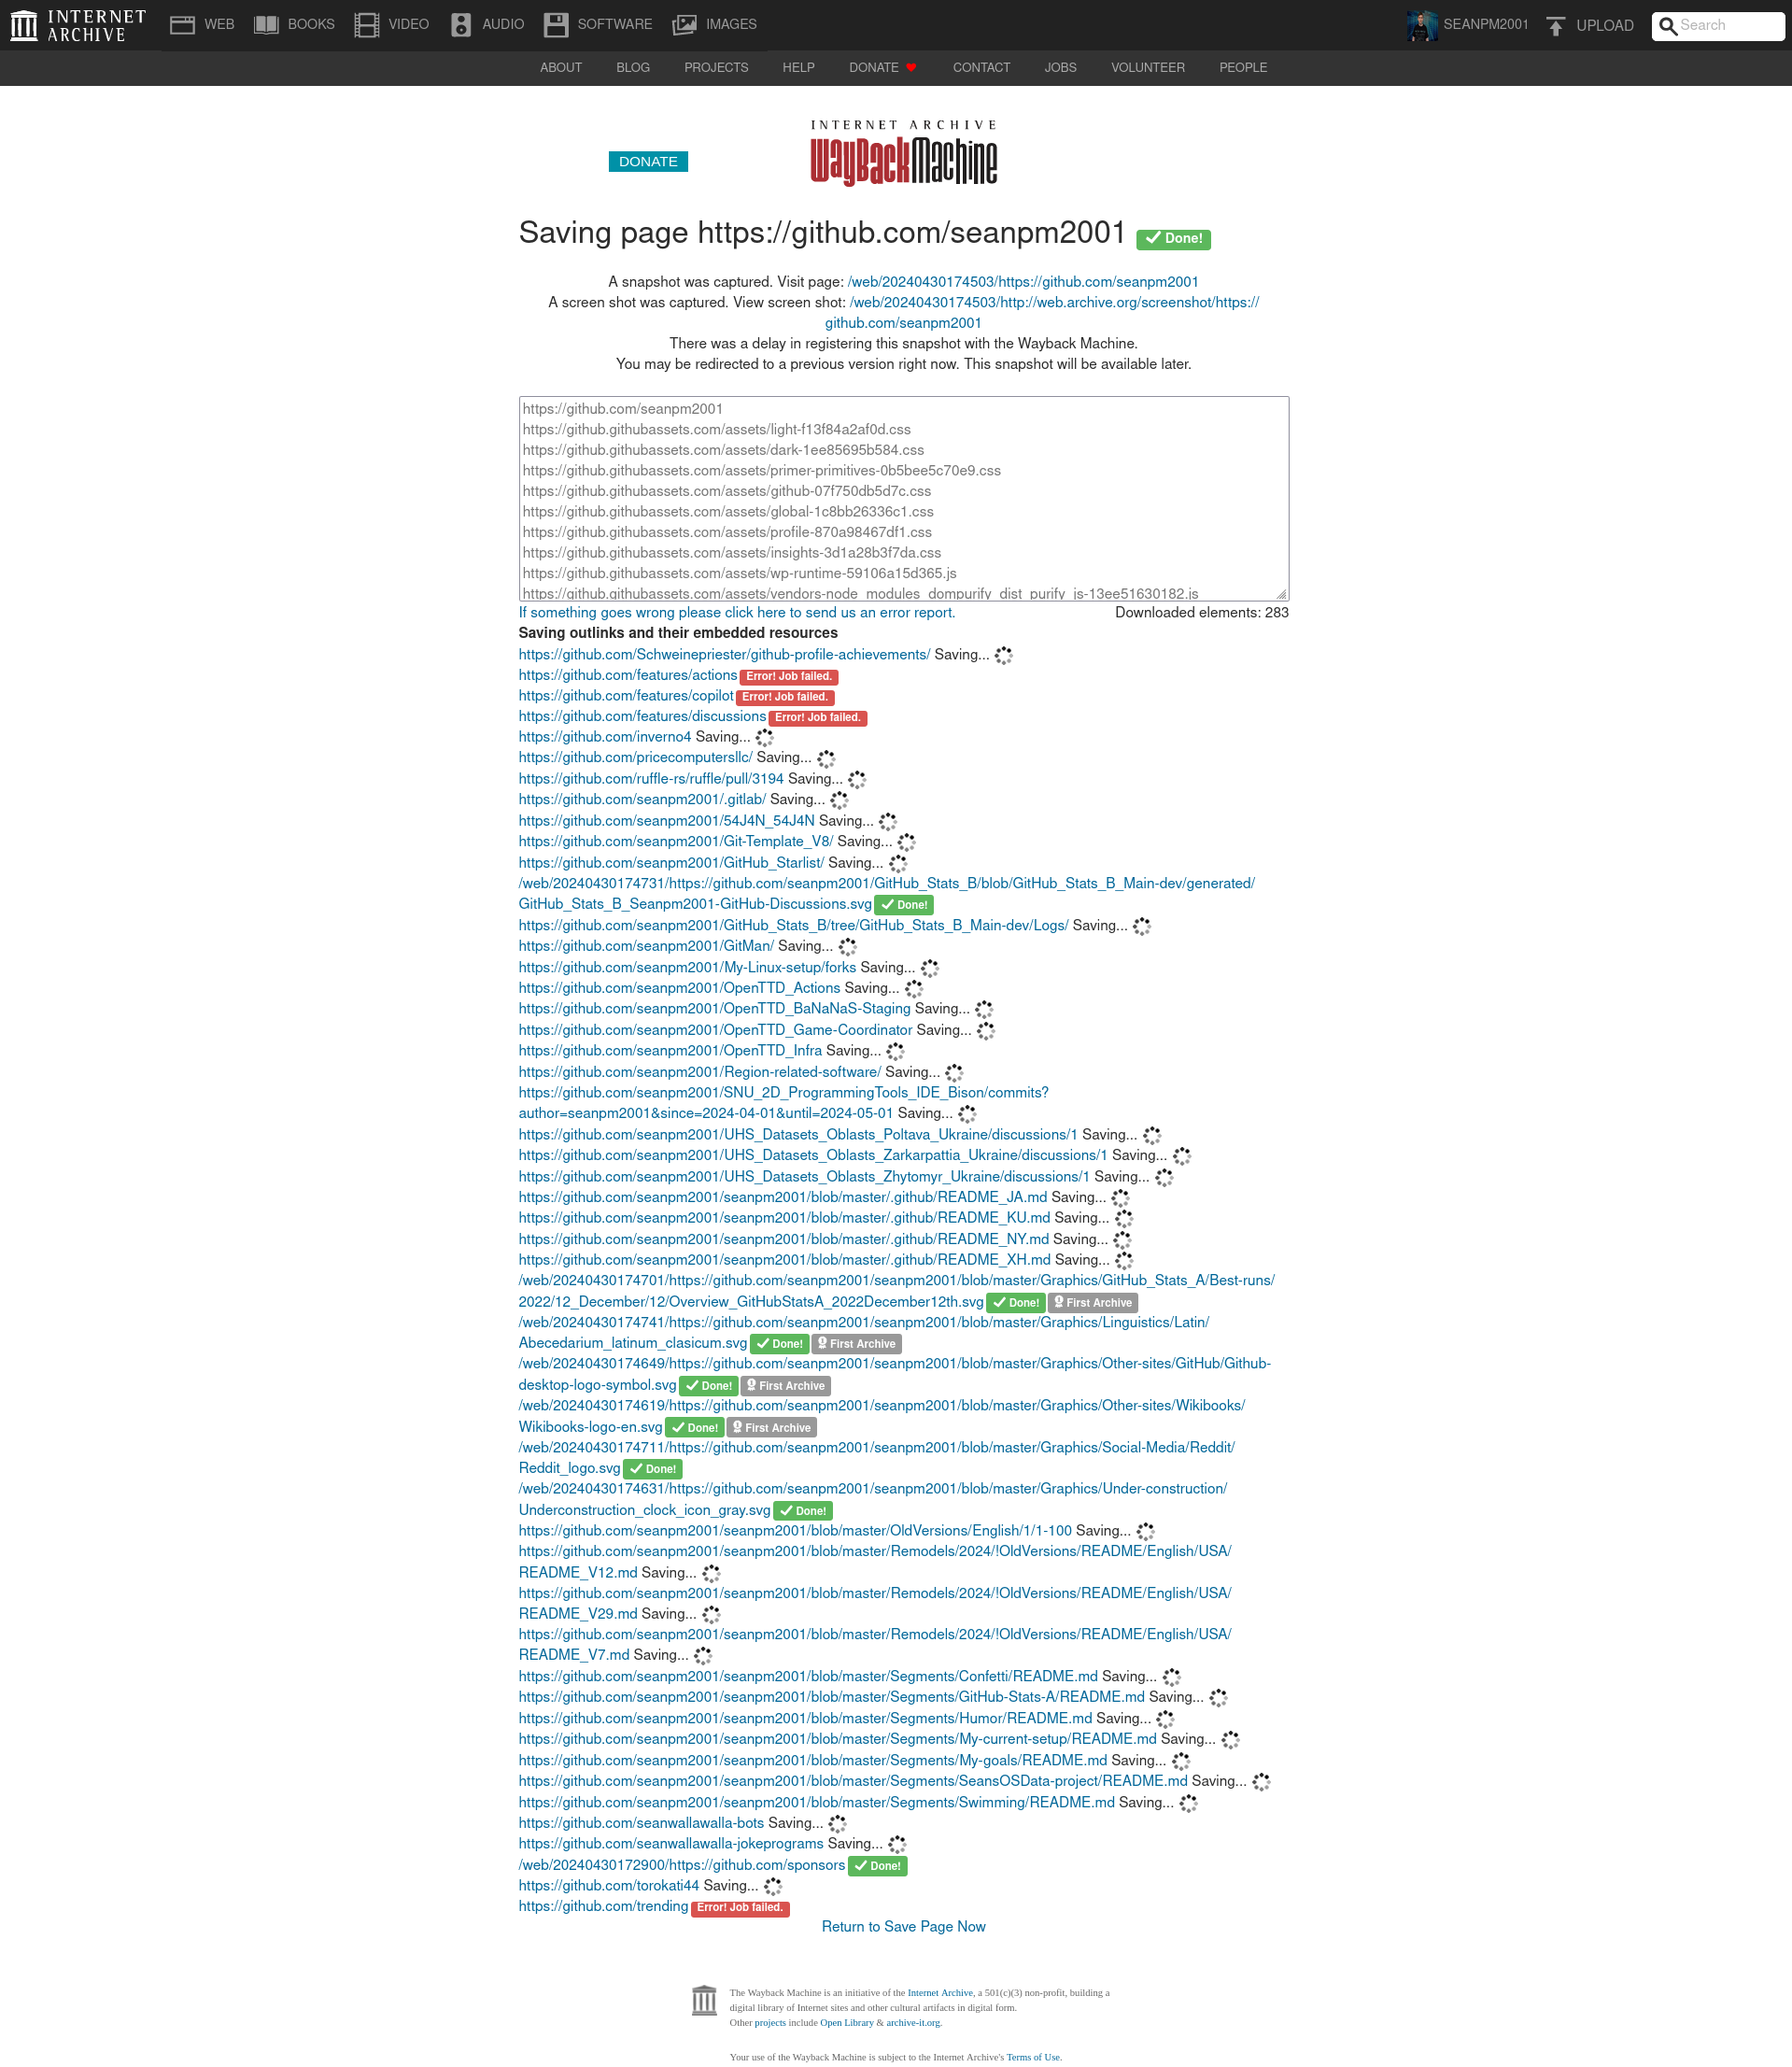 INTERNET ARCHIVE WEB BOOKS VIDEO AUDIO SOFTWARE IMAGES SEANPM2001 UPLOAD Search
ABOUT BLOG PROJECTS HELP DONATE CONTACT JOBS VOLUNTEER PEOPLE
INTERNET ARCHIVE
DONATE WayBackMachine
Saving page https://github.com/seanpm2001 Done!
A snapshot was captured. Visit page: /web/20240430174503/https://github.com/seanpm2001
A screen shot was captured. View screen shot: /web/20240430174503/http://web.archive.org/screenshot/https://
github.com/seanpm2001
There was a delay in registering this snapshot with the Wayback Machine.
You may be redirected to a previous version right now. This snapshot will be available later.
https://github.com/seanpm2001
https://github.githubassets.com/assets/light-f13f84a2af0d.css
https://github.githubassets.com/assets/dark-1ee85695b584.css
https://github.githubassets.com/assets/primer-primitives-0b5bee5c70e9.css
https://github.githubassets.com/assets/github-07f750db5d7c.css
https://github.githubassets.com/assets/global-1c8bb26336c1.css
https://github.githubassets.com/assets/profile-870a98467df1.css
https://github.githubassets.com/assets/insights-3d1a28b3f7da.css
https://github.githubassets.com/assets/wp-runtime-59106a15d365.js
https://github.githubassets.com/assets/vendors-node_modules_dompurify_dist_purify_js-13ee51630182.js
If something goes wrong please click here to send us an error report. Downloaded elements: 283
Saving outlinks and their embedded resources
https://github.com/Schweinepriester/github-profile-achievements/ Saving...
https://github.com/features/actions Error! Job failed.
https://github.com/features/copilot Error! Job failed.
https://github.com/features/discussions Error! Job failed.
https://github.com/inverno4 Saving...
https://github.com/pricecomputersllc/ Saving...
https://github.com/ruffle-rs/ruffle/pull/3194 Saving...
https://github.com/seanpm2001/.gitlab/ Saving...
https://github.com/seanpm2001/54J4N_54J4N Saving...
https://github.com/seanpm2001/Git-Template_V8/ Saving...
https://github.com/seanpm2001/GitHub_Starlist/ Saving...
/web/20240430174731/https://github.com/seanpm2001/GitHub_Stats_B/blob/GitHub_Stats_B_Main-dev/generated/
GitHub_Stats_B_Seanpm2001-GitHub-Discussions.svg Done!
https://github.com/seanpm2001/GitHub_Stats_B/tree/GitHub_Stats_B_Main-dev/Logs/ Saving...
https://github.com/seanpm2001/GitMan/ Saving...
https://github.com/seanpm2001/My-Linux-setup/forks Saving...
https://github.com/seanpm2001/OpenTTD_Actions Saving...
https://github.com/seanpm2001/OpenTTD_BaNaNaS-Staging Saving...
https://github.com/seanpm2001/OpenTTD_Game-Coordinator Saving...
https://github.com/seanpm2001/OpenTTD_Infra Saving...
https://github.com/seanpm2001/Region-related-software/ Saving...
https://github.com/seanpm2001/SNU_2D_ProgrammingTools_IDE_Bison/commits?
author=seanpm2001&since=2024-04-01&until=2024-05-01 Saving...
https://github.com/seanpm2001/UHS_Datasets_Oblasts_Poltava_Ukraine/discussions/1 Saving...
https://github.com/seanpm2001/UHS_Datasets_Oblasts_Zarkarpattia_Ukraine/discussions/1 Saving...
https://github.com/seanpm2001/UHS_Datasets_Oblasts_Zhytomyr_Ukraine/discussions/1 Saving...
https://github.com/seanpm2001/seanpm2001/blob/master/.github/README_JA.md Saving...
https://github.com/seanpm2001/seanpm2001/blob/master/.github/README_KU.md Saving...
https://github.com/seanpm2001/seanpm2001/blob/master/.github/README_NY.md Saving...
https://github.com/seanpm2001/seanpm2001/blob/master/.github/README_XH.md Saving...
/web/20240430174701/https://github.com/seanpm2001/seanpm2001/blob/master/Graphics/GitHub_Stats_A/Best-runs/
2022/12_December/12/Overview_GitHubStatsA_2022December12th.svg Done! First Archive
/web/20240430174741/https://github.com/seanpm2001/seanpm2001/blob/master/Graphics/Linguistics/Latin/
Abecedarium_latinum_clasicum.svg Done! First Archive
/web/20240430174649/https://github.com/seanpm2001/seanpm2001/blob/master/Graphics/Other-sites/GitHub/Github-
desktop-logo-symbol.svg Done! First Archive
/web/20240430174619/https://github.com/seanpm2001/seanpm2001/blob/master/Graphics/Other-sites/Wikibooks/
Wikibooks-logo-en.svg Done! First Archive
/web/20240430174711/https://github.com/seanpm2001/seanpm2001/blob/master/Graphics/Social-Media/Reddit/
Reddit_logo.svg Done!
/web/20240430174631/https://github.com/seanpm2001/seanpm2001/blob/master/Graphics/Under-construction/
Underconstruction_clock_icon_gray.svg Done!
https://github.com/seanpm2001/seanpm2001/blob/master/OldVersions/English/1/1-100 Saving...
https://github.com/seanpm2001/seanpm2001/blob/master/Remodels/2024/!OldVersions/README/English/USA/
README_V12.md Saving...
https://github.com/seanpm2001/seanpm2001/blob/master/Remodels/2024/!OldVersions/README/English/USA/
README_V29.md Saving...
https://github.com/seanpm2001/seanpm2001/blob/master/Remodels/2024/!OldVersions/README/English/USA/
README_V7.md Saving...
https://github.com/seanpm2001/seanpm2001/blob/master/Segments/Confetti/README.md Saving...
https://github.com/seanpm2001/seanpm2001/blob/master/Segments/GitHub-Stats-A/README.md Saving...
https://github.com/seanpm2001/seanpm2001/blob/master/Segments/Humor/README.md Saving...
https://github.com/seanpm2001/seanpm2001/blob/master/Segments/My-current-setup/README.md Saving...
https://github.com/seanpm2001/seanpm2001/blob/master/Segments/My-goals/README.md Saving...
https://github.com/seanpm2001/seanpm2001/blob/master/Segments/SeansOSData-project/README.md Saving...
https://github.com/seanpm2001/seanpm2001/blob/master/Segments/Swimming/README.md Saving...
https://github.com/seanwallawalla-bots Saving...
https://github.com/seanwallawalla-jokeprograms Saving...
/web/20240430172900/https://github.com/sponsors Done!
https://github.com/torokati44 Saving...
https://github.com/trending Error! Job failed.
Return to Save Page Now
The Wayback Machine is an initiative of the Internet Archive, a 501(c)(3) non-profit, building a
digital library of Internet sites and other cultural artifacts in digital form.
Other projects include Open Library & archive-it.org.
Your use of the Wayback Machine is subject to the Internet Archive's Terms of Use.